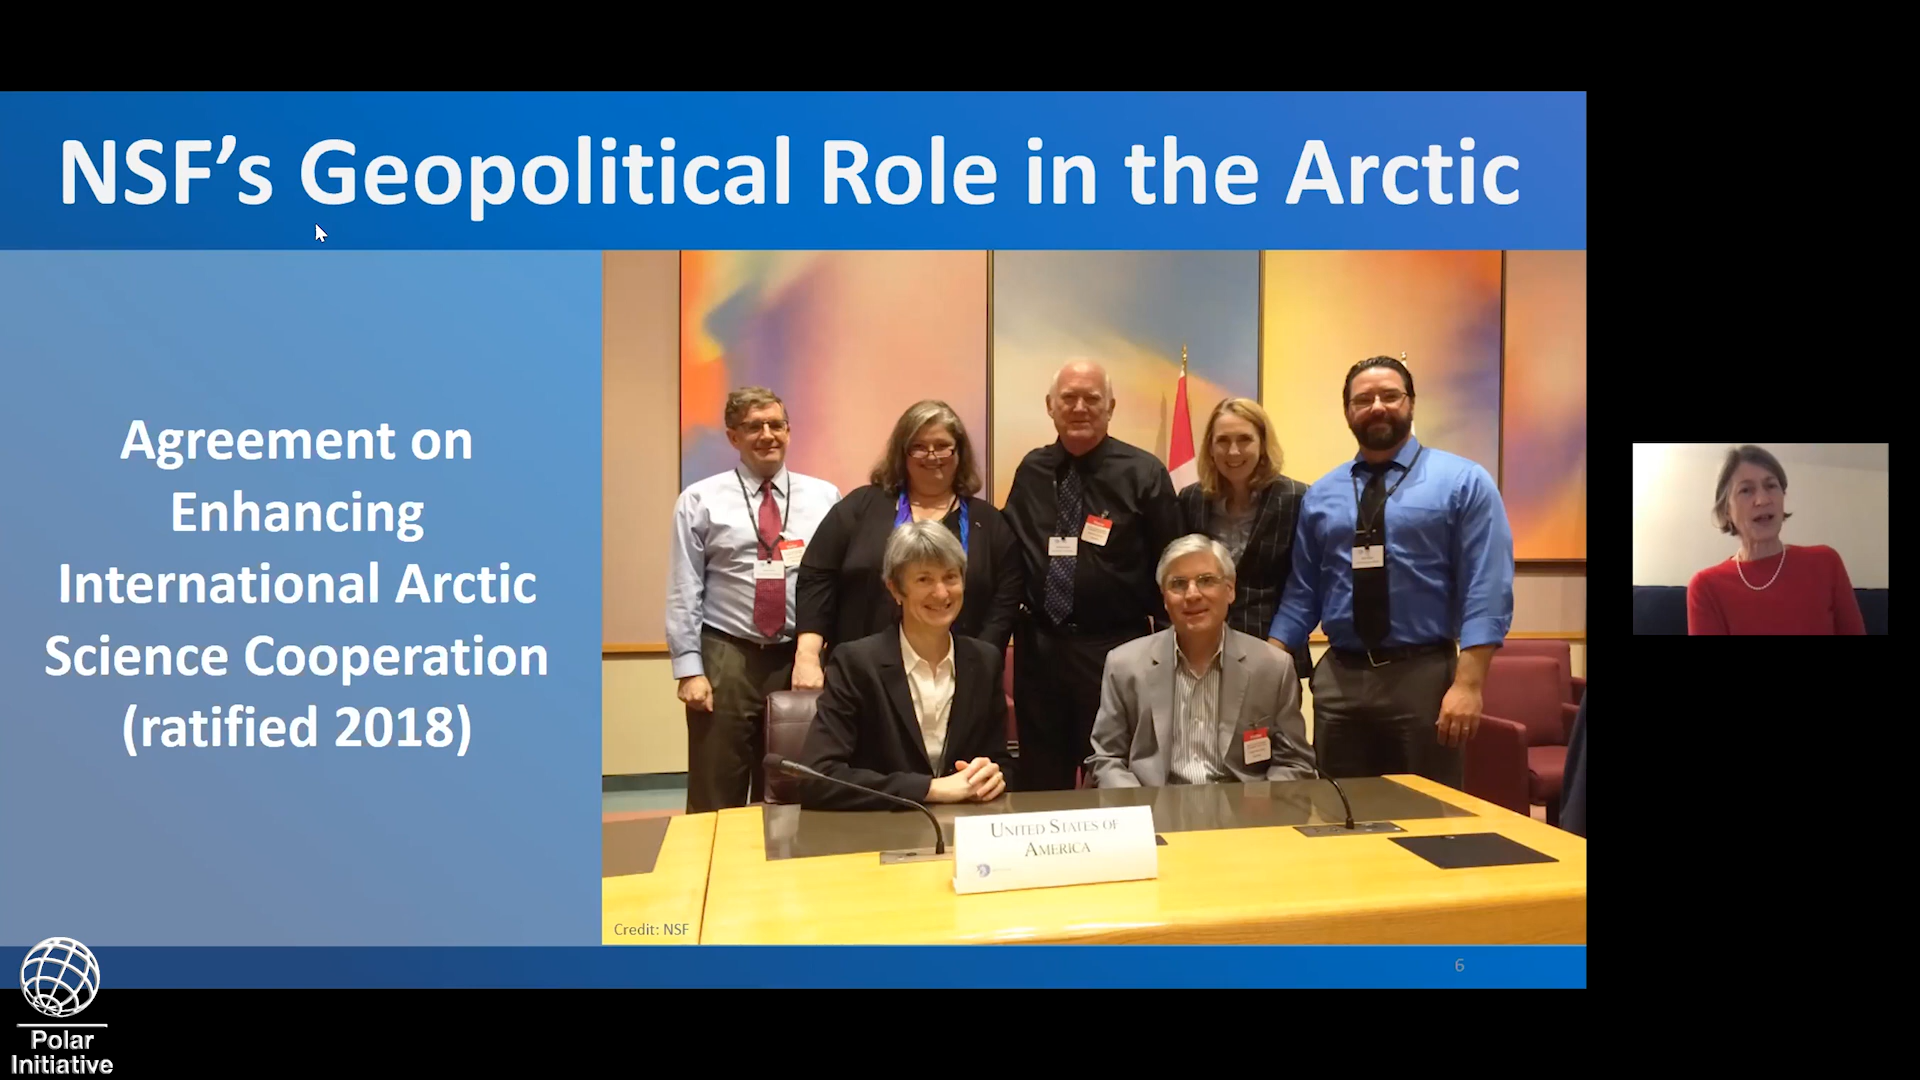 NSF’s Geopolitical Role in the Arctic
Agreement on
Enhancing
International Arctic
Science Cooperation
(ratified 2018)
UNITED STATES OF
AMERICA
Credit: NSF
6
Polar
Initiative